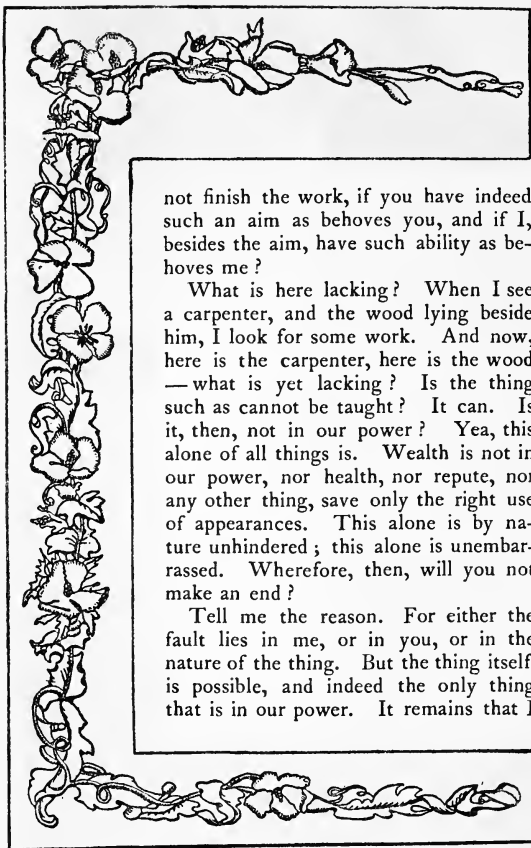 not finish the work, if you have indeed
such an aim as behoves you, and if I,
besides the aim, have such ability as be-
hoves me ?
What is here lacking ? When I see
a carpenter, and the wood lying beside
him, I look for some work. And now,
here is the carpenter, here is the wood
— what is yet lacking ? Is the thing
such as cannot be taught ? It can. Is
it, then, not in our power ? Yea, this
alone of all things is. Wealth is not in
our power, nor health, nor repute, nor
any other thing, save only the right use
of appearances. This alone is by na-
ture unhindered ; this alone is unembar-
rassed. Wherefore, then, will you not
make an end ?
Tell me the reason. For either the
fault lies in me, or in you, or in the
nature of the thing. But the thing itself
is possible, and indeed the only thing
that is in our power. It remains that I